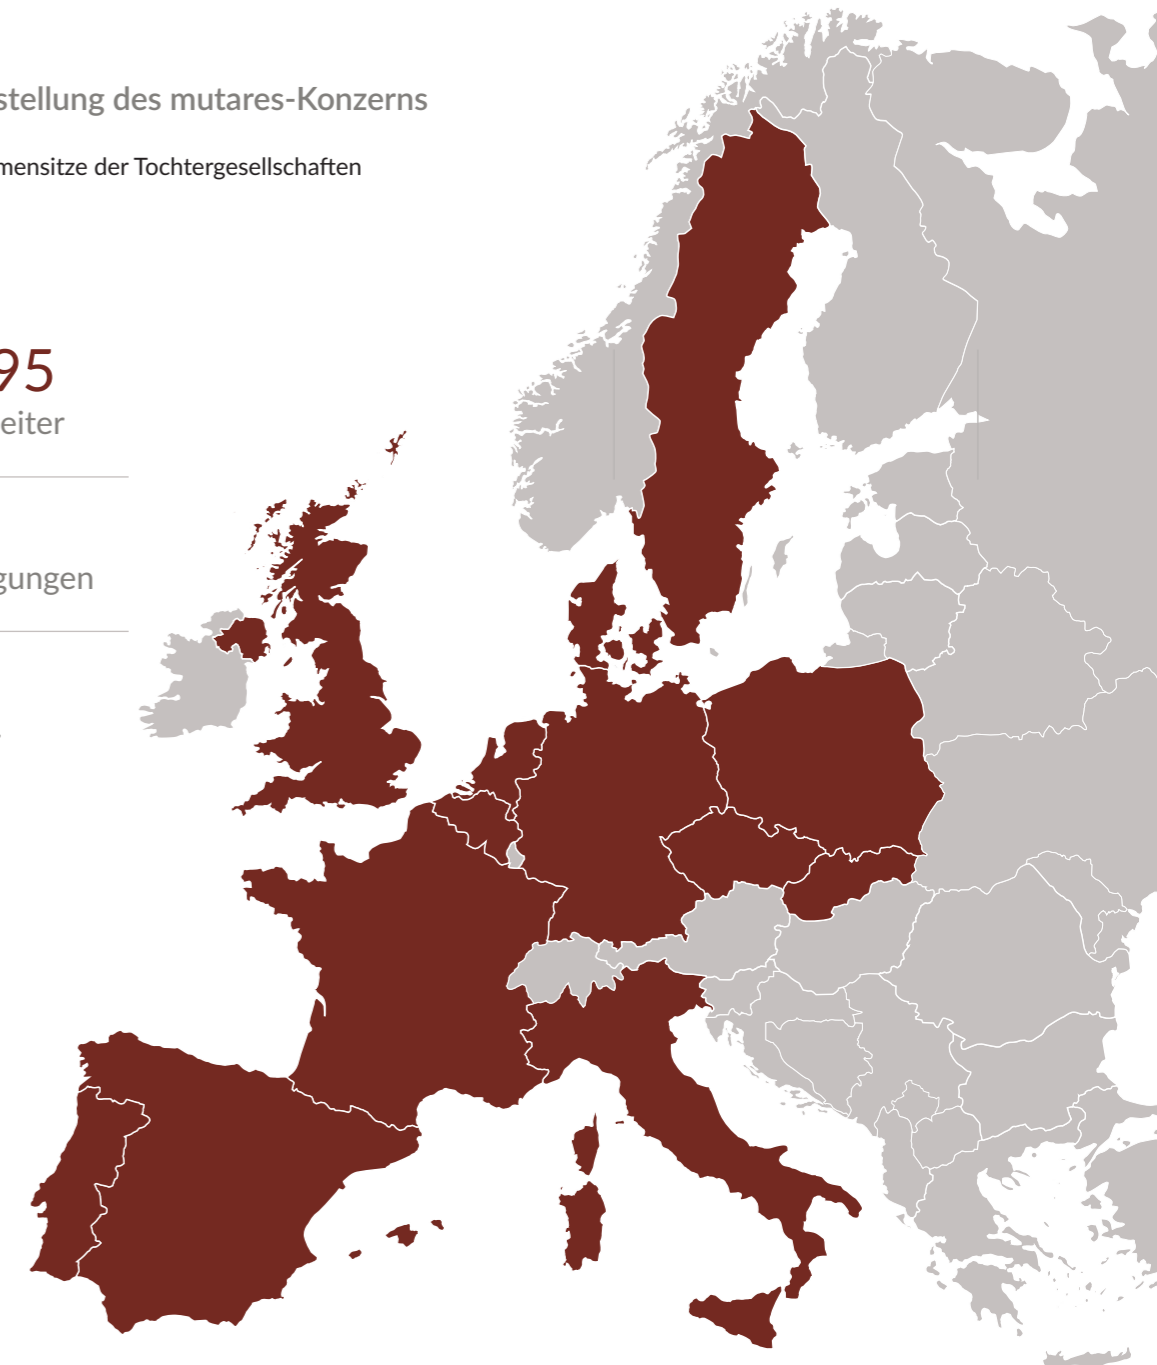 stellung des mutares-Konzerns
mensitze der Tochtergesellschaften
95
eiter
gungen